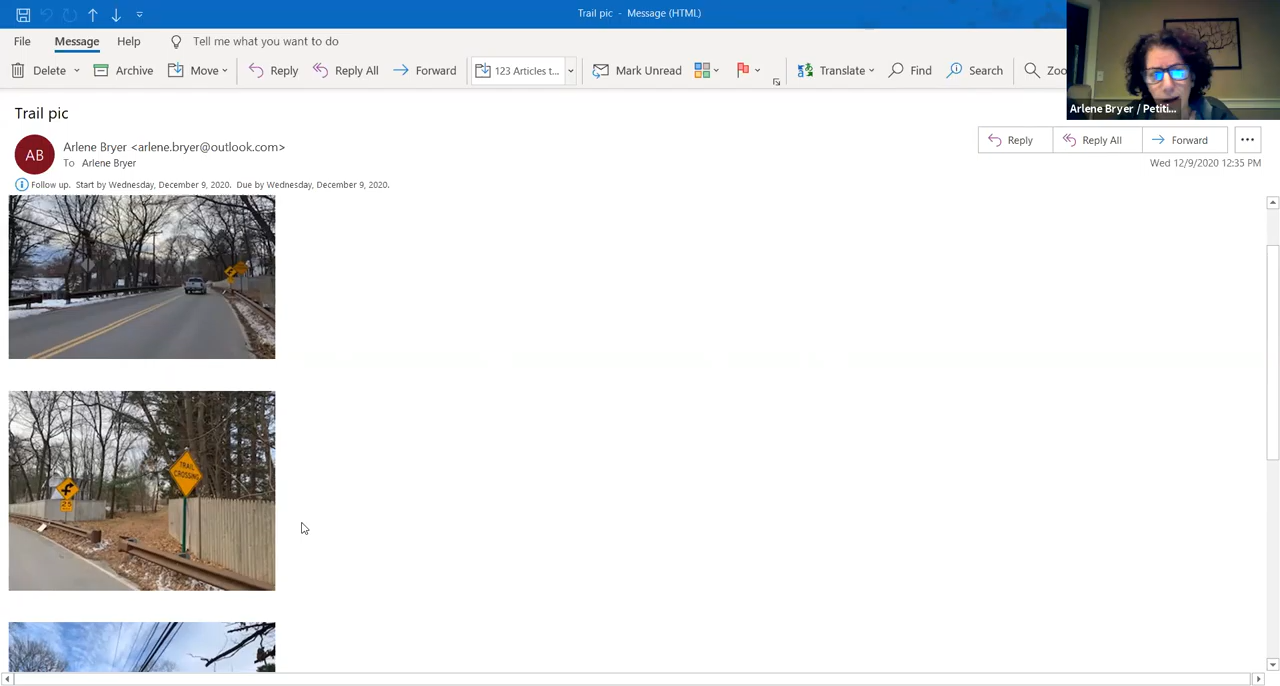 Trail pic - Message (HTML)
File Message Help Tell me what you want to do
Delete Archive Move Reply Reply All Forward 123 Articles t... Mark Unread Translate Find Search Zoo
Arlene Bryer / Petiti...
Trail pic
AB
Arlene Bryer <arlene.bryer@outlook.com>
To Arlene Bryer
Reply Reply All Forward
Wed 12/9/2020 12:35 PM
Follow up. Start by Wednesday, December 9, 2020. Due by Wednesday, December 9, 2020.
TRAIL
CROSSING
25